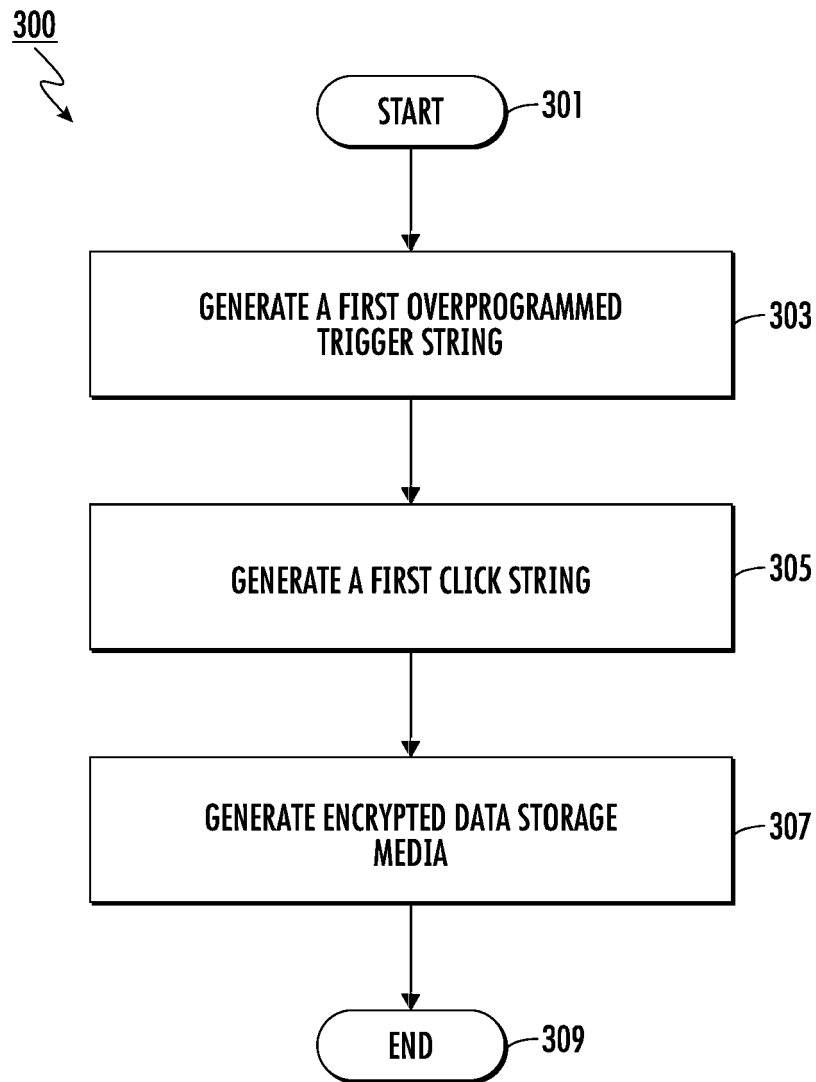 300
START
301
GENERATE A FIRST OVERPROGRAMMED
TRIGGER STRING
303
GENERATE A FIRST CLICK STRING
305
GENERATE ENCRYPTED DATA STORAGE
MEDIA
307
END
309